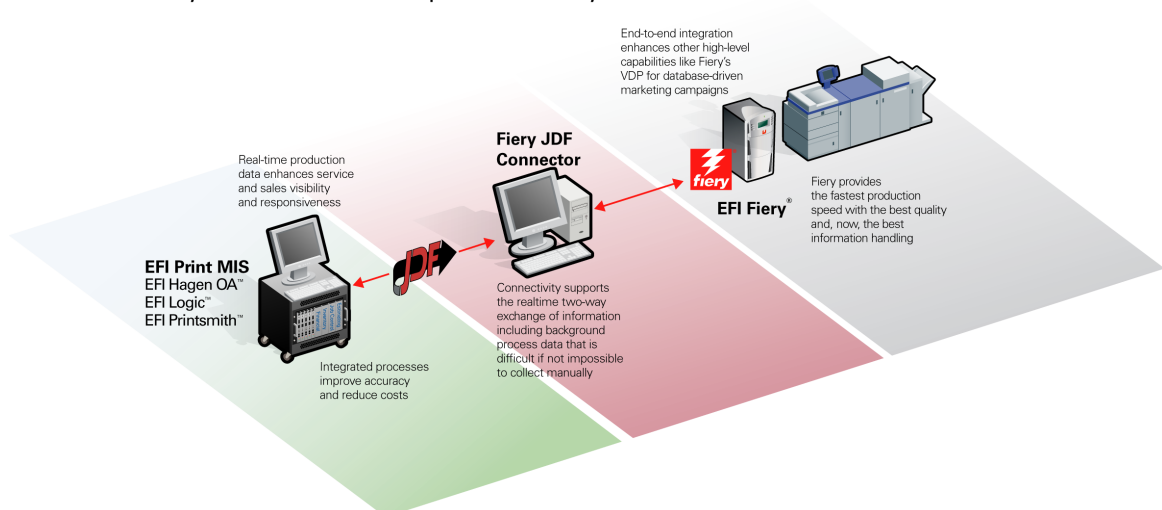 End-to-end integration
enhances other high-level
capabilities like Fiery's
VDP for database-driven
marketing campaigns
Fiery JDF
Connector
Real-time production
data enhances service
and sales visibility
and responsiveness
fiery
EFI Fiery®
Fiery provides
the fastest production
speed with the best quality
and, now, the best
information handling
EFI Print MIS
EFI Hagen OA™
EFI Logic™
EFI Printsmith™
JDF
Connectivity supports
the realtime two-way
exchange of information
including background
process data that is
difficult if not impossible
to collect manually
Integrated processes
improve accuracy
and reduce costs